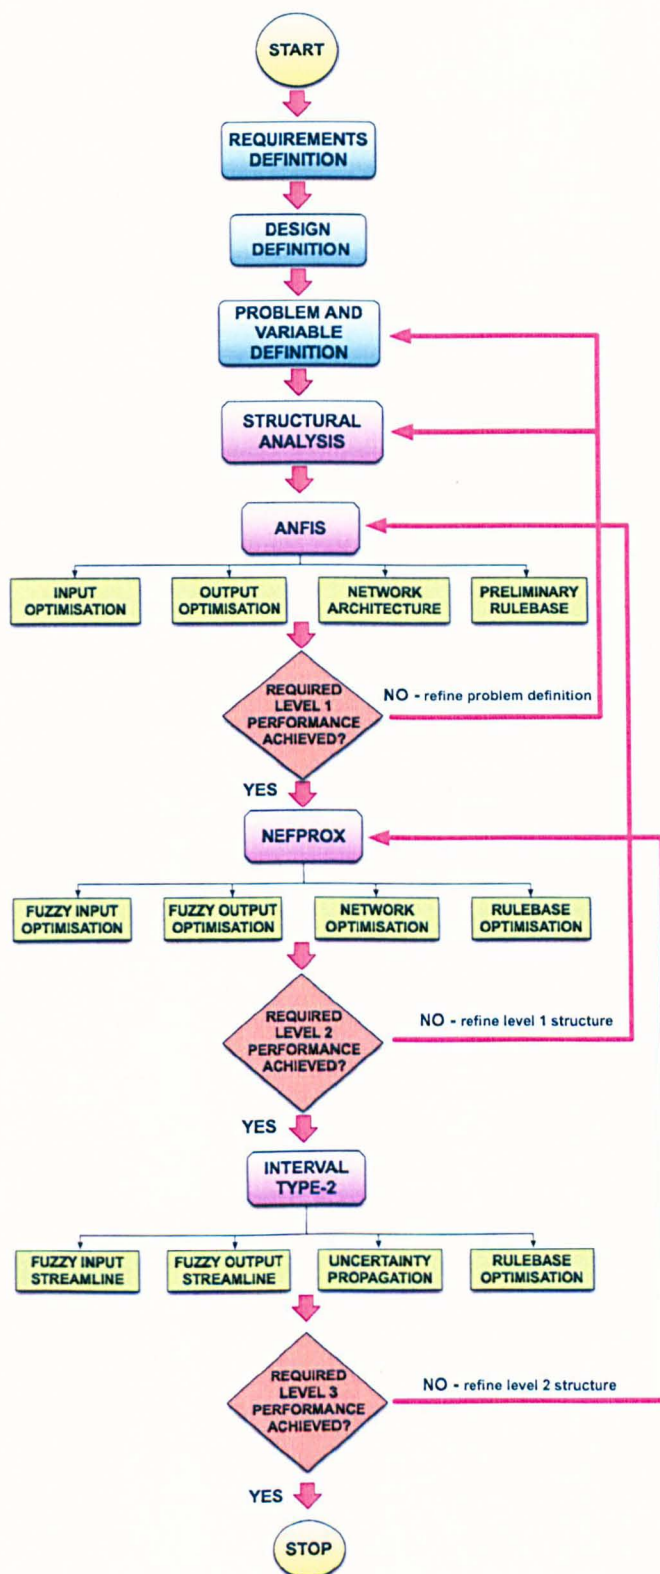 START
REQUIREMENTS
DEFINITION
DESIGN
DEFINITION
PROBLEM AND
VARIABLE
DEFINITION
STRUCTURAL
ANALYSIS
ANFIS
INPUT
OPTIMISATION
OUTPUT
OPTIMISATION
NETWORK
ARCHITECTURE
PRELIMINARY
RULEBASE
REQUIRED
LEVEL 1
PERFORMANCE
ACHIEVED?
NO - refine problem definition
YES
NEFPROX
FUZZY INPUT
OPTIMISATION
FUZZY OUTPUT
OPTIMISATION
NETWORK
OPTIMISATION
RULEBASE
OPTIMISATION
REQUIRED
LEVEL 2
PERFORMANCE
ACHIEVED?
NO - refine level 1 structure
YES
INTERVAL
TYPE-2
FUZZY INPUT
STREAMLINE
FUZZY OUTPUT
STREAMLINE
UNCERTAINTY
PROPAGATION
RULEBASE
OPTIMISATION
REQUIRED
LEVEL 3
PERFORMANCE
ACHIEVED?
NO - refine level 2 structure
YES
STOP